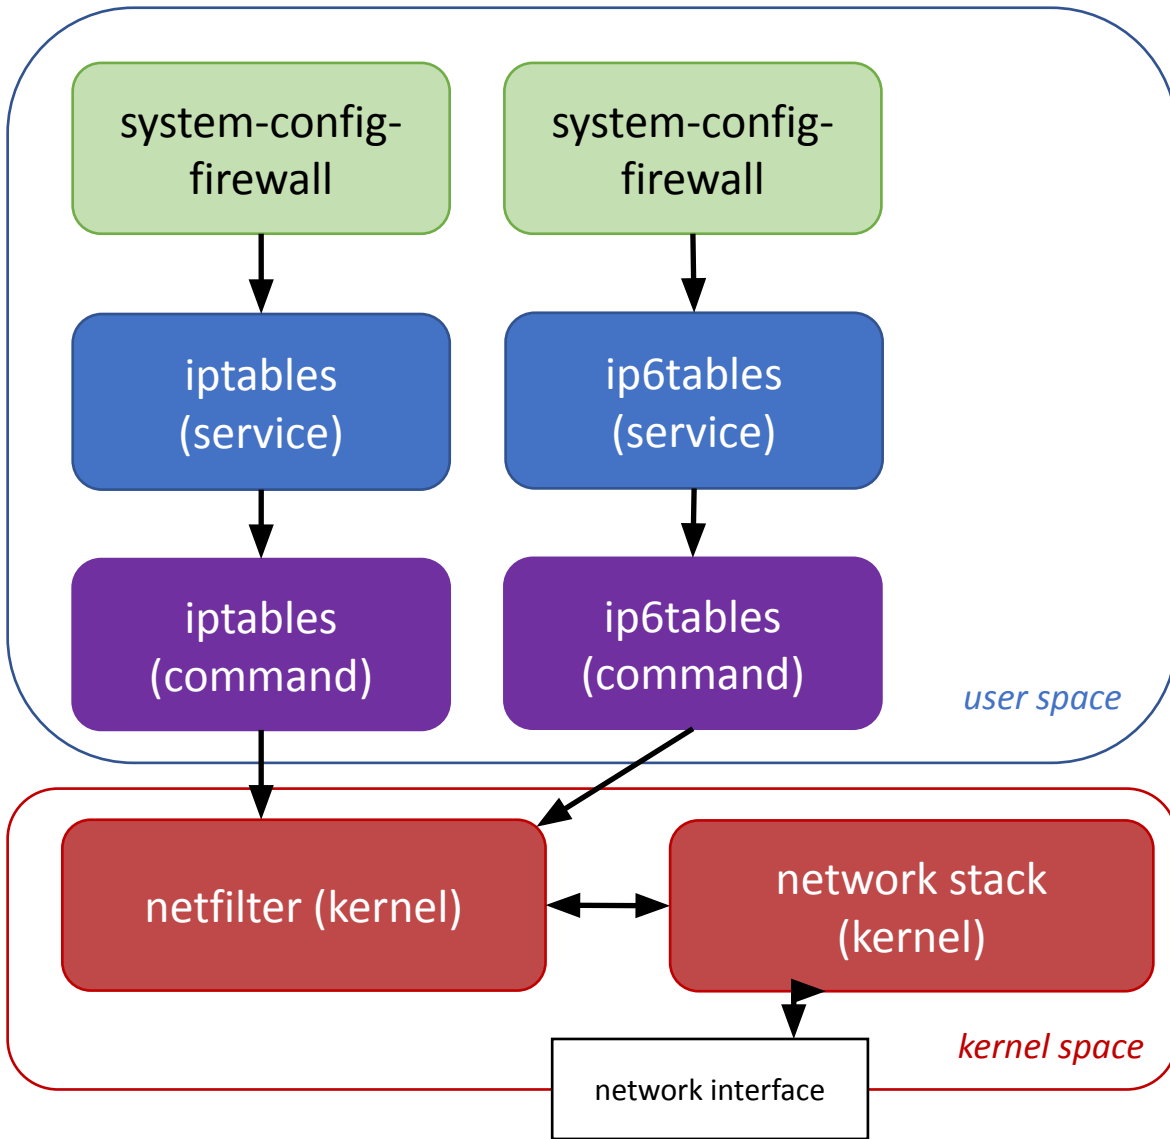 system-config-
firewall
system-config-
firewall
iptables
(service)
ip6tables
(service)
iptables
(command)
ip6tables
(command)
user space
netfilter (kernel)
network stack
(kernel)
kernel space
network interface